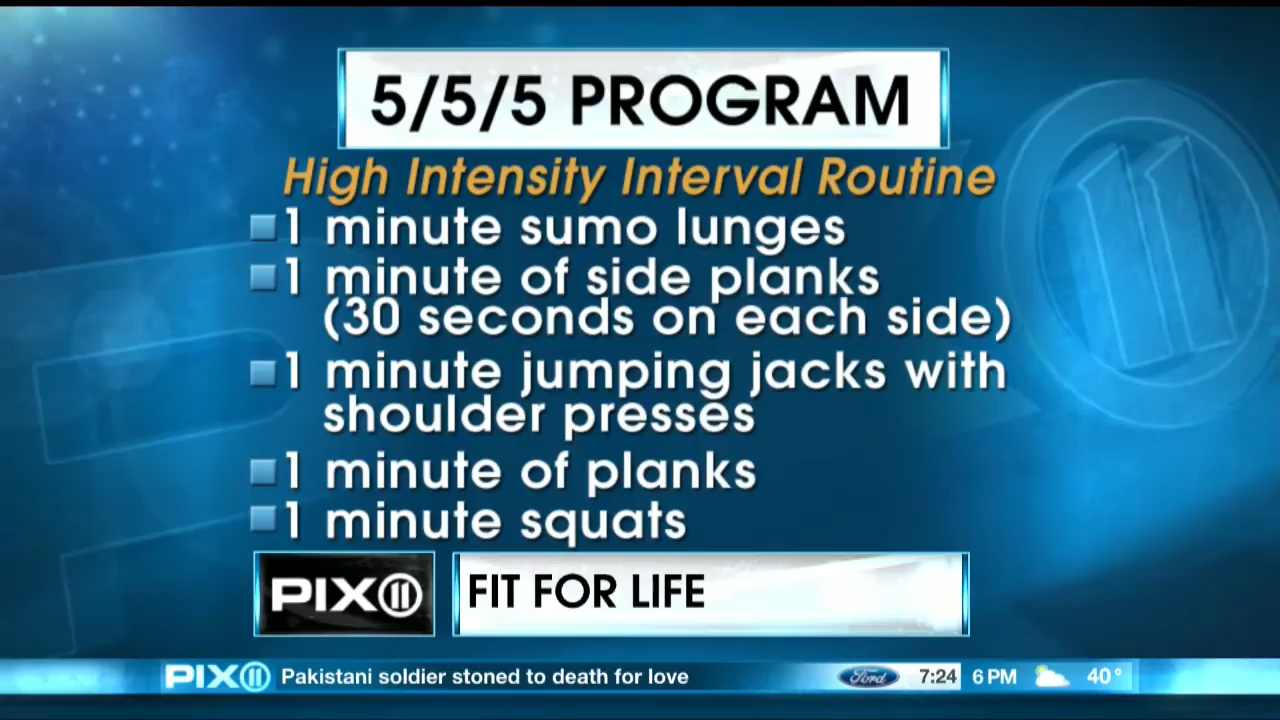 5/5/5 PROGRAM
High Intensity Interval Routine
1 minute sumo lunges
1 minute of side planks
(30 seconds on each side)
1 minute jumping jacks with
shoulder presses
1 minute of planks
1 minute squats
PIX11 FIT FOR LIFE
PIX11 Pakistani soldier stoned to death for love Ford 7:24 6 PM 40°